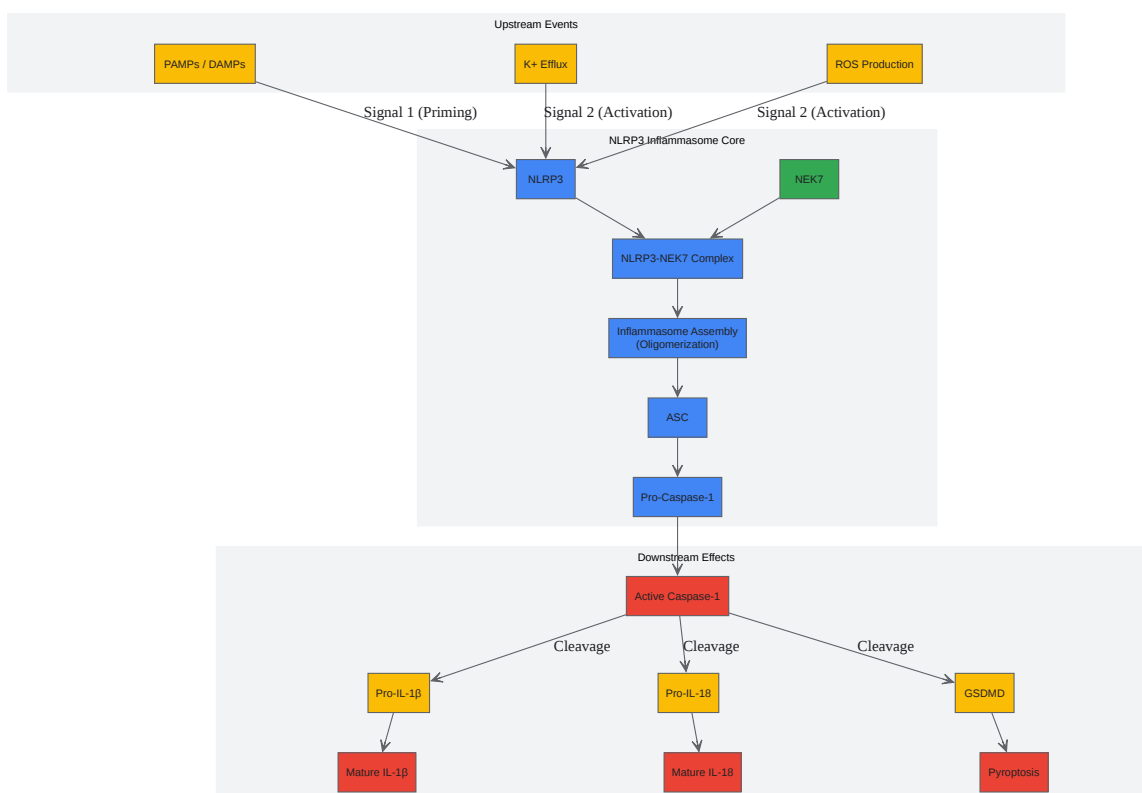 Upstream Events
PAMPs / DAMPs
K+ Efflux
ROS Production
Signal 1 (Priming)
Signal 2 (Activation)
Signal 2 (Activation)
NLRP3 Inflammasome Core
NLRP3
NEK7
NLRP3-NEK7 Complex
Inflammasome Assembly
(Oligomerization)
ASC
Pro-Caspase-1
Downstream Effects
Active Caspase-1
Cleavage
Cleavage
Cleavage
Pro-IL-1β
Pro-IL-18
GSDMD
Mature IL-1β
Mature IL-18
Pyroptosis